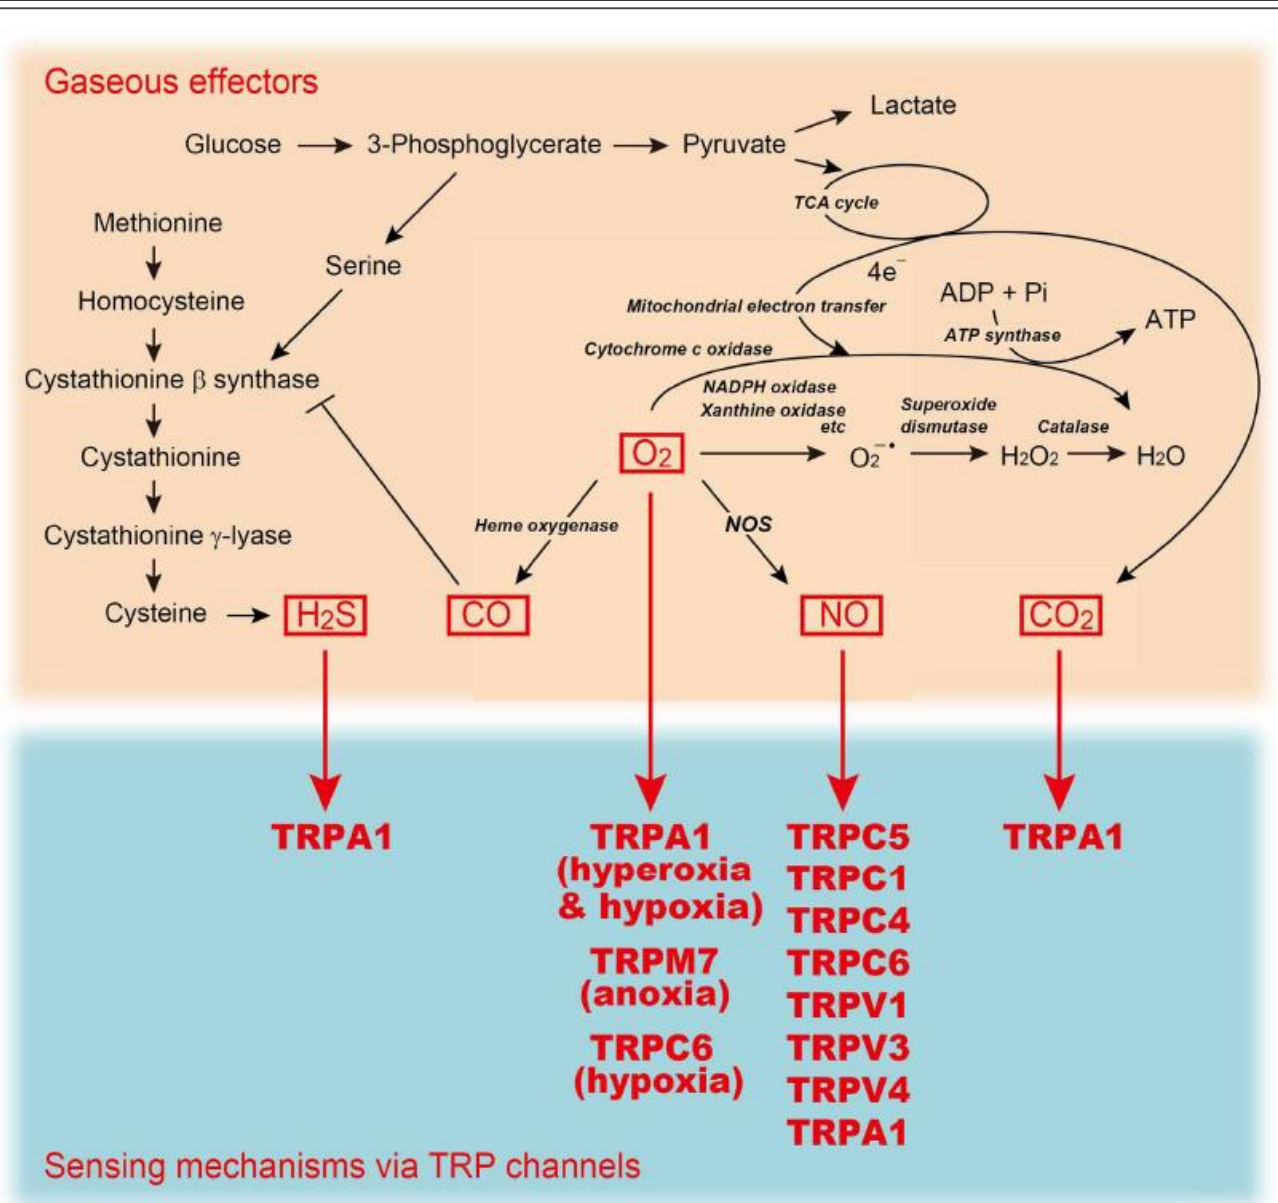 Gaseous effectors
Lactate
Glucose
3-Phosphoglycerate
Pyruvate
TCA cycle
Methionine
Serine
4e⁻
Homocysteine
Mitochondrial electron transfer
ADP + Pi
ATP
ATP synthase
Cytochrome c oxidase
Cystathionine β synthase
NADPH oxidase
Xanthine oxidase
etc
Superoxide
dismutase
Catalase
Cystathionine
O2
O2⁻•
H2O2
H2O
Cystathionine γ-lyase
Heme oxygenase
NOS
Cysteine
H2S
CO
NO
CO2
TRPA1
TRPA1
(hyperoxia
& hypoxia)
TRPM7
(anoxia)
TRPC6
(hypoxia)
TRPC5
TRPC1
TRPC4
TRPC6
TRPV1
TRPV3
TRPV4
TRPA1
TRPA1
Sensing mechanisms via TRP channels